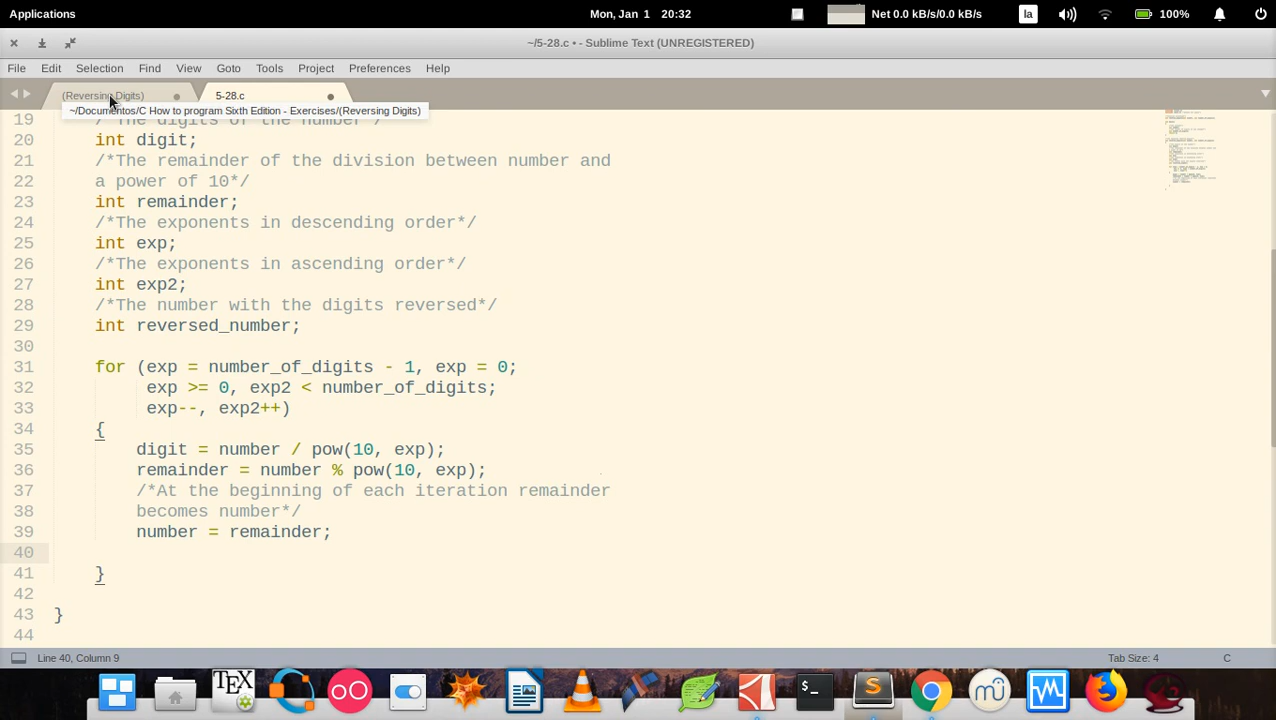 Applications
Mon, Jan 1 20:32
Net 0.0 kB/s/0.0 kB/s
la
100%
~/5-28.c • - Sublime Text (UNREGISTERED)
File Edit Selection Find View Goto Tools Project Preferences Help
(Reversing Digits)
5-28.c
~/Documentos/C How to program Sixth Edition - Exercises/(Reversing Digits)
19 /*The digits of the number*/
20 int digit;
21 /*The remainder of the division between number and
22 a power of 10*/
23 int remainder;
24 /*The exponents in descending order*/
25 int exp;
26 /*The exponents in ascending order*/
27 int exp2;
28 /*The number with the digits reversed*/
29 int reversed_number;
30
31 for (exp = number_of_digits - 1, exp = 0;
32 exp >= 0, exp2 < number_of_digits;
33 exp--, exp2++)
34 {
35 digit = number / pow(10, exp);
36 remainder = number % pow(10, exp);
37 /*At the beginning of each iteration remainder
38 becomes number*/
39 number = remainder;
40
41 }
42
43 }
44
Line 40, Column 9
Tab Size: 4
C
TEX